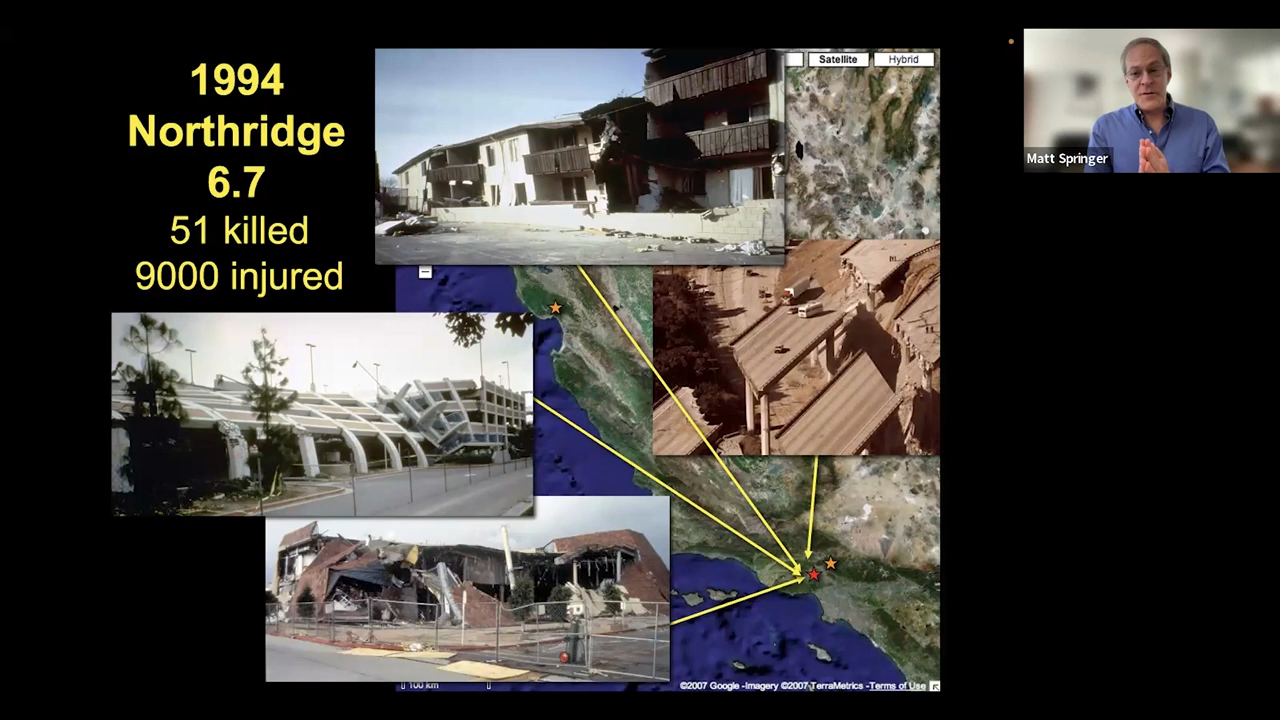 1994
Northridge
6.7
51 killed
9000 injured
Satellite
Hybrid
Matt Springer
100 km
©2007 Google -Imagery ©2007 TerraMetrics -Terms of Use